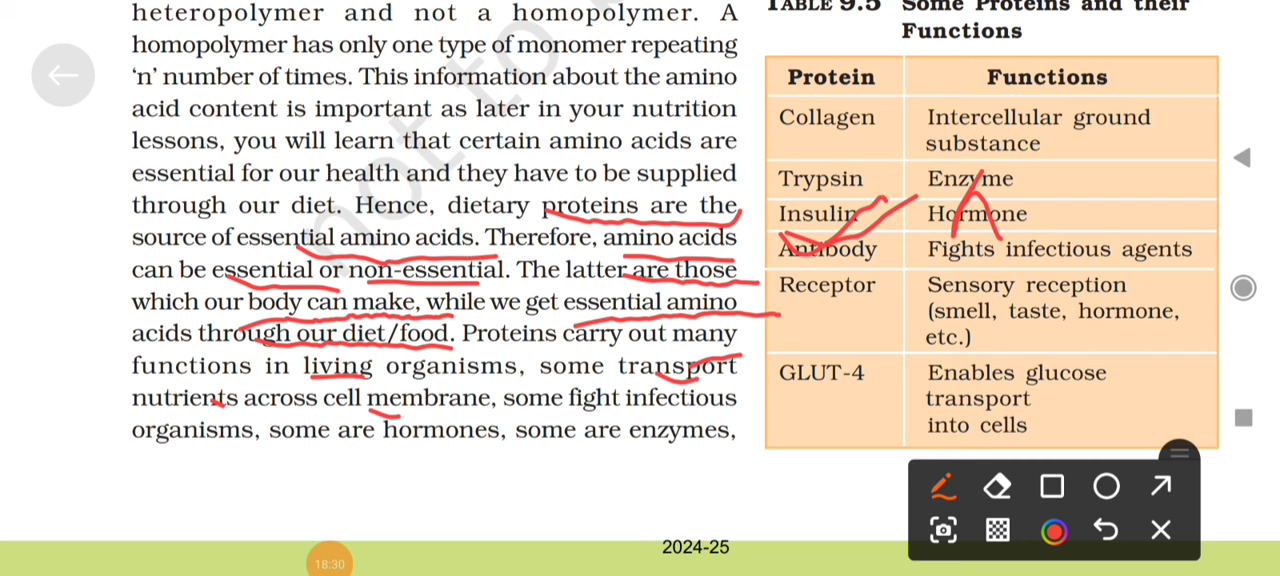 heteropolymer and not a homopolymer. A
homopolymer has only one type of monomer repeating
‘n’ number of times. This information about the amino
acid content is important as later in your nutrition
lessons, you will learn that certain amino acids are
essential for our health and they have to be supplied
through our diet. Hence, dietary proteins are the
source of essential amino acids. Therefore, amino acids
can be essential or non-essential. The latter are those
which our body can make, while we get essential amino
acids through our diet/food. Proteins carry out many
functions in living organisms, some transport
nutrients across cell membrane, some fight infectious
organisms, some are hormones, some are enzymes,
TABLE 9.5 Some Proteins and their
Functions
Protein Functions
Collagen Intercellular ground
substance
Trypsin Enzyme
Insulin Hormone
Antibody Fights infectious agents
Receptor Sensory reception
(smell, taste, hormone,
etc.)
GLUT-4 Enables glucose
transport
into cells
not to
2024-25
18:30